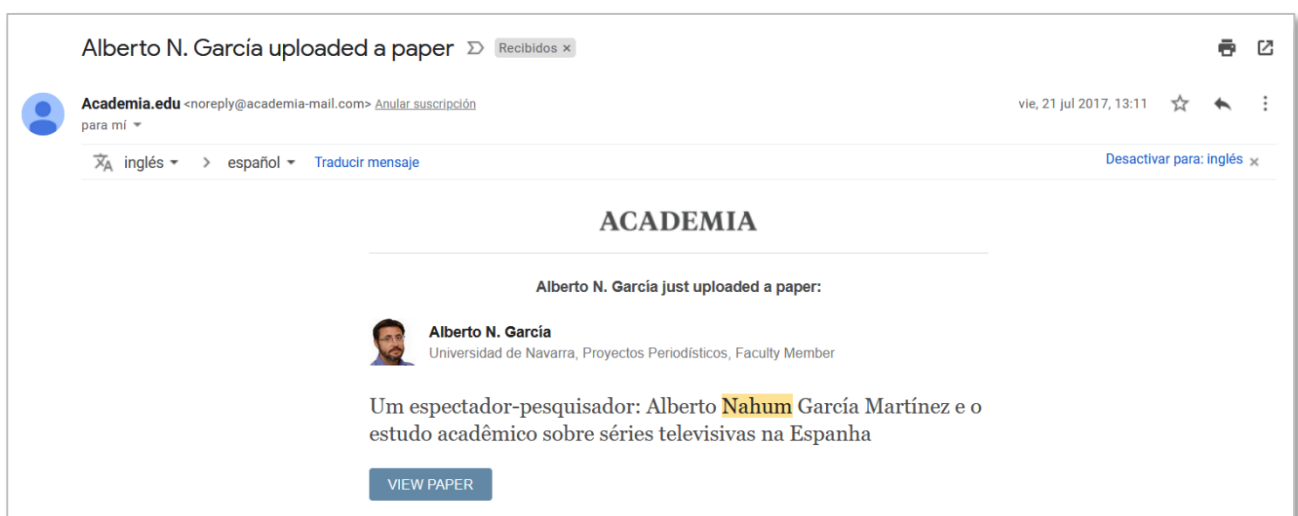 Alberto N. García uploaded a paper Recibidos ×
Academia.edu <noreply@academia-mail.com> Anular suscripción vie, 21 jul 2017, 13:11
para mí
inglés > español Traducir mensaje Desactivar para: inglés ×
ACADEMIA
Alberto N. García just uploaded a paper:
Alberto N. García
Universidad de Navarra, Proyectos Periodísticos, Faculty Member
Um espectador-pesquisador: Alberto Nahum García Martínez e o
estudo acadêmico sobre séries televisivas na Espanha
VIEW PAPER